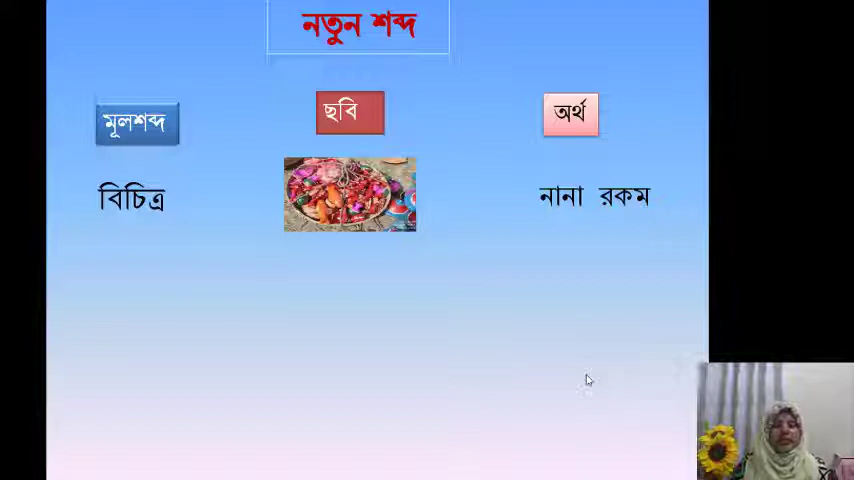 নতুন শব্দ
মূলশব্দ ছবি অর্থ
বিচিত্র নানা রকম